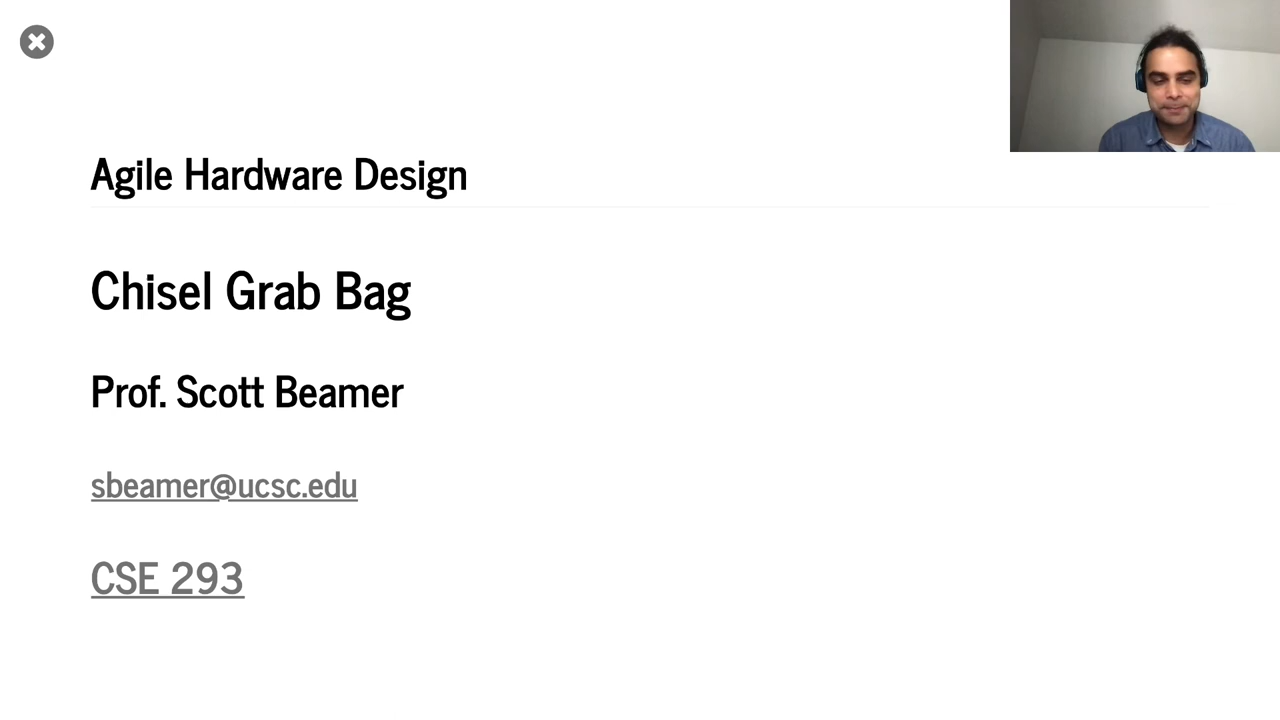 Agile Hardware Design
Chisel Grab Bag
Prof. Scott Beamer
sbeamer@ucsc.edu
CSE 293